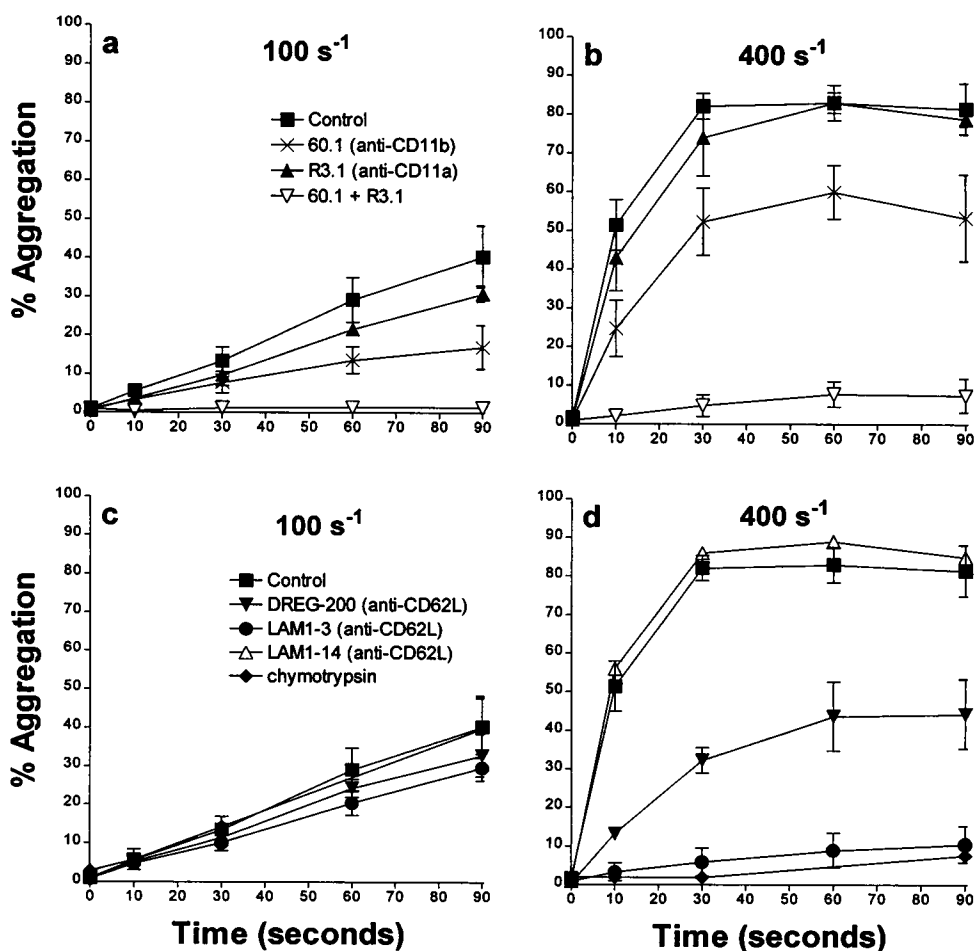 a
100 s⁻¹
% Aggregation
100
90
80
70
60
50
40
30
20
10
0
Control
60.1 (anti-CD11b)
R3.1 (anti-CD11a)
60.1 + R3.1
0 10 20 30 40 50 60 70 80 90
b
400 s⁻¹
100
90
80
70
60
50
40
30
20
10
0
0 10 20 30 40 50 60 70 80 90
c
100 s⁻¹
% Aggregation
100
90
80
70
60
50
40
30
20
10
0
Control
DREG-200 (anti-CD62L)
LAM1-3 (anti-CD62L)
LAM1-14 (anti-CD62L)
chymotrypsin
0 10 20 30 40 50 60 70 80 90
Time (seconds)
d
400 s⁻¹
100
90
80
70
60
50
40
30
20
10
0
0 10 20 30 40 50 60 70 80 90
Time (seconds)